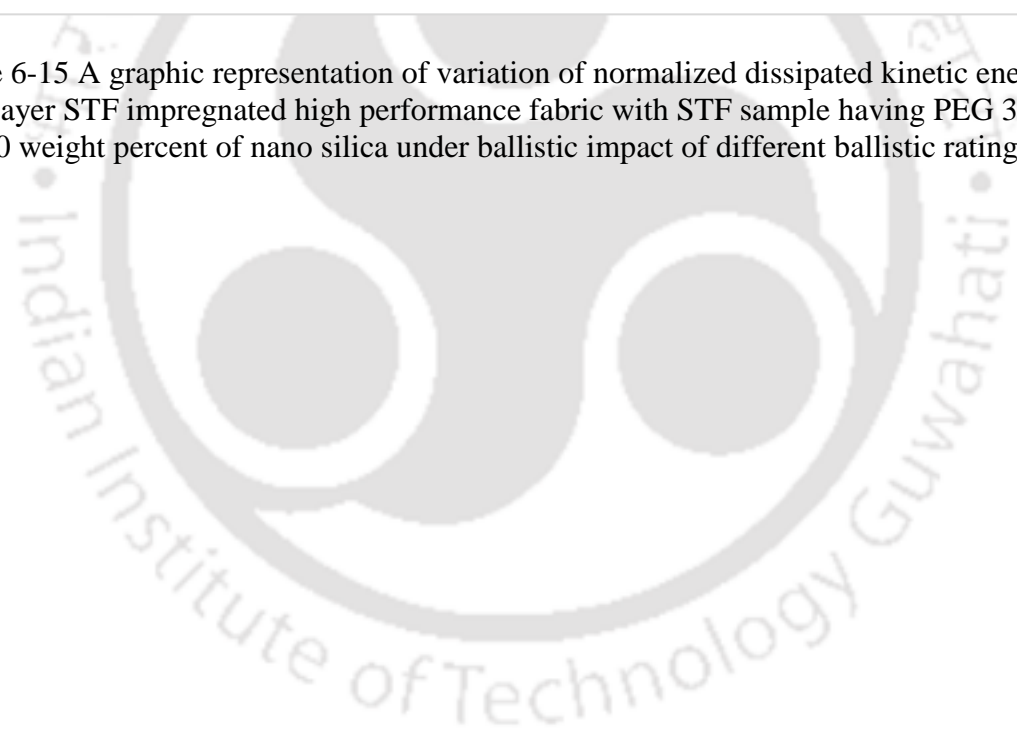 e 6-15 A graphic representation of variation of normalized dissipated kinetic ene
ayer STF impregnated high performance fabric with STF sample having PEG 3
0 weight percent of nano silica under ballistic impact of different ballistic rating
• Indian Institute of Technology Guwahati •